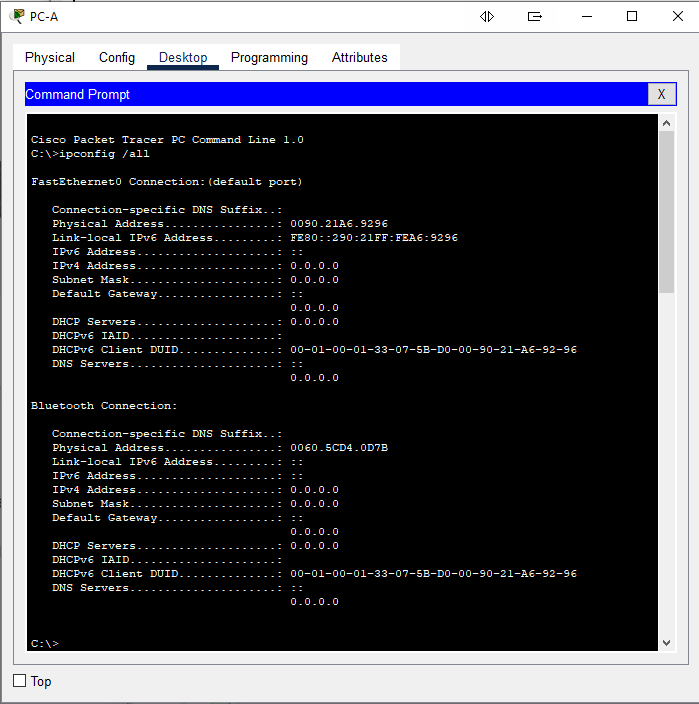 PC-A
Physical Config Desktop Programming Attributes
Command Prompt X
Cisco Packet Tracer PC Command Line 1.0
C:\>ipconfig /all
FastEthernet0 Connection:(default port)
Connection-specific DNS Suffix..:
Physical Address................: 0090.21A6.9296
Link-local IPv6 Address.........: FE80::290:21FF:FEA6:9296
IPv6 Address....................: ::
IPv4 Address....................: 0.0.0.0
Subnet Mask.....................: 0.0.0.0
Default Gateway.................: ::
0.0.0.0
DHCP Servers....................: 0.0.0.0
DHCPv6 IAID.....................:
DHCPv6 Client DUID..............: 00-01-00-01-33-07-5B-D0-00-90-21-A6-92-96
DNS Servers.....................: ::
0.0.0.0
Bluetooth Connection:
Connection-specific DNS Suffix..:
Physical Address................: 0060.5CD4.0D7B
Link-local IPv6 Address.........: ::
IPv6 Address....................: ::
IPv4 Address....................: 0.0.0.0
Subnet Mask.....................: 0.0.0.0
Default Gateway.................: ::
0.0.0.0
DHCP Servers....................: 0.0.0.0
DHCPv6 IAID.....................:
DHCPv6 Client DUID..............: 00-01-00-01-33-07-5B-D0-00-90-21-A6-92-96
DNS Servers.....................: ::
0.0.0.0
C:\>
Top